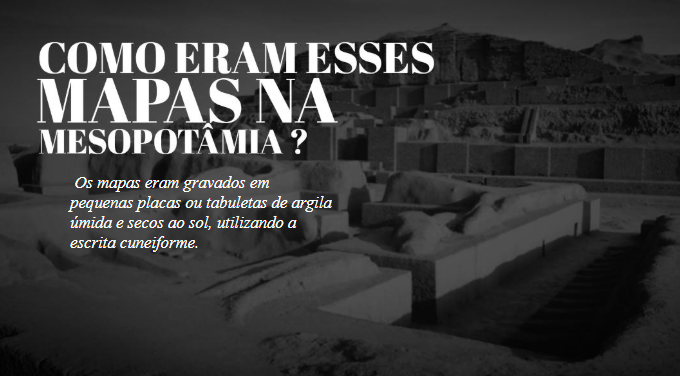 COMO ERAM ESSES
MAPAS NA
MESOPOTÂMIA ?
Os mapas eram gravados em
pequenas placas ou tabuletas de argila
úmida e secos ao sol, utilizando a
escrita cuneiforme.